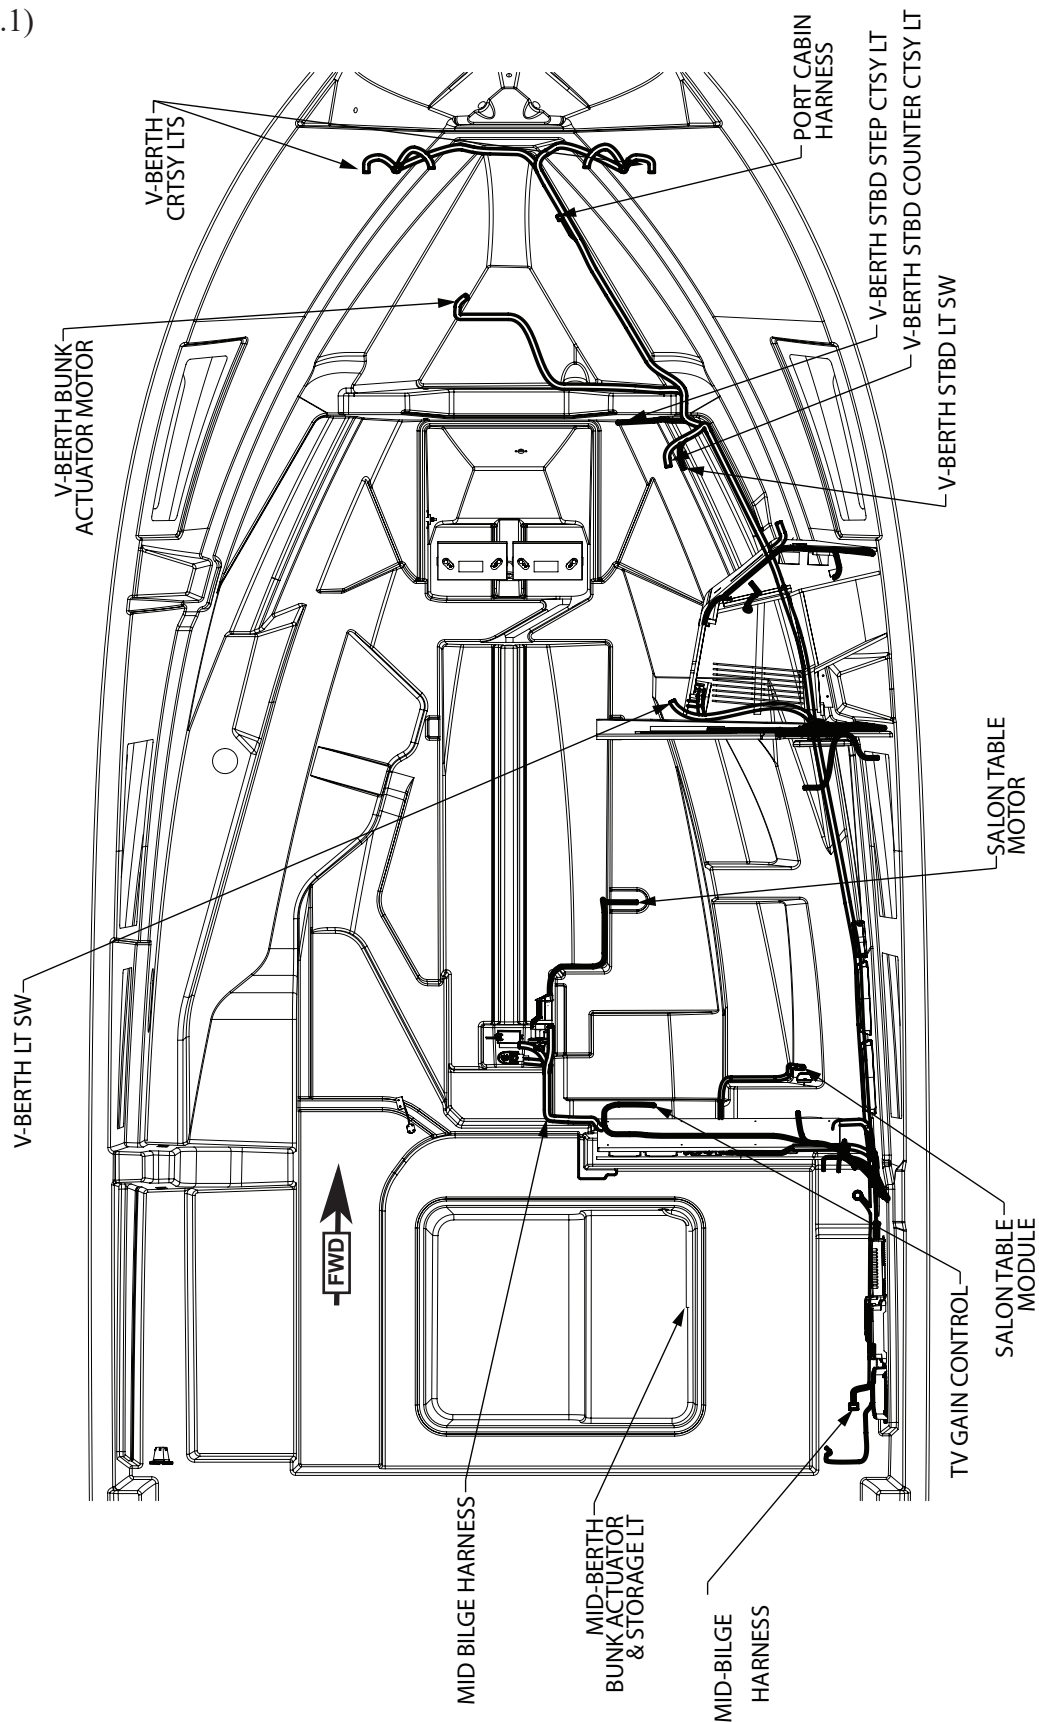 .1)
V-BERTH
CRTSY LTS
PORT CABIN
HARNESS
V-BERTH STBD STEP CTSY LT
V-BERTH STBD COUNTER CTSY LT
V-BERTH STBD LT SW
V-BERTH BUNK
ACTUATOR MOTOR
SALON TABLE
MOTOR
V-BERTH LT SW
FWD
SALON TABLE
MODULE
TV GAIN CONTROL
MID BILGE HARNESS
MID-BERTH
BUNK ACTUATOR
& STORAGE LT
MID-BILGE
HARNESS